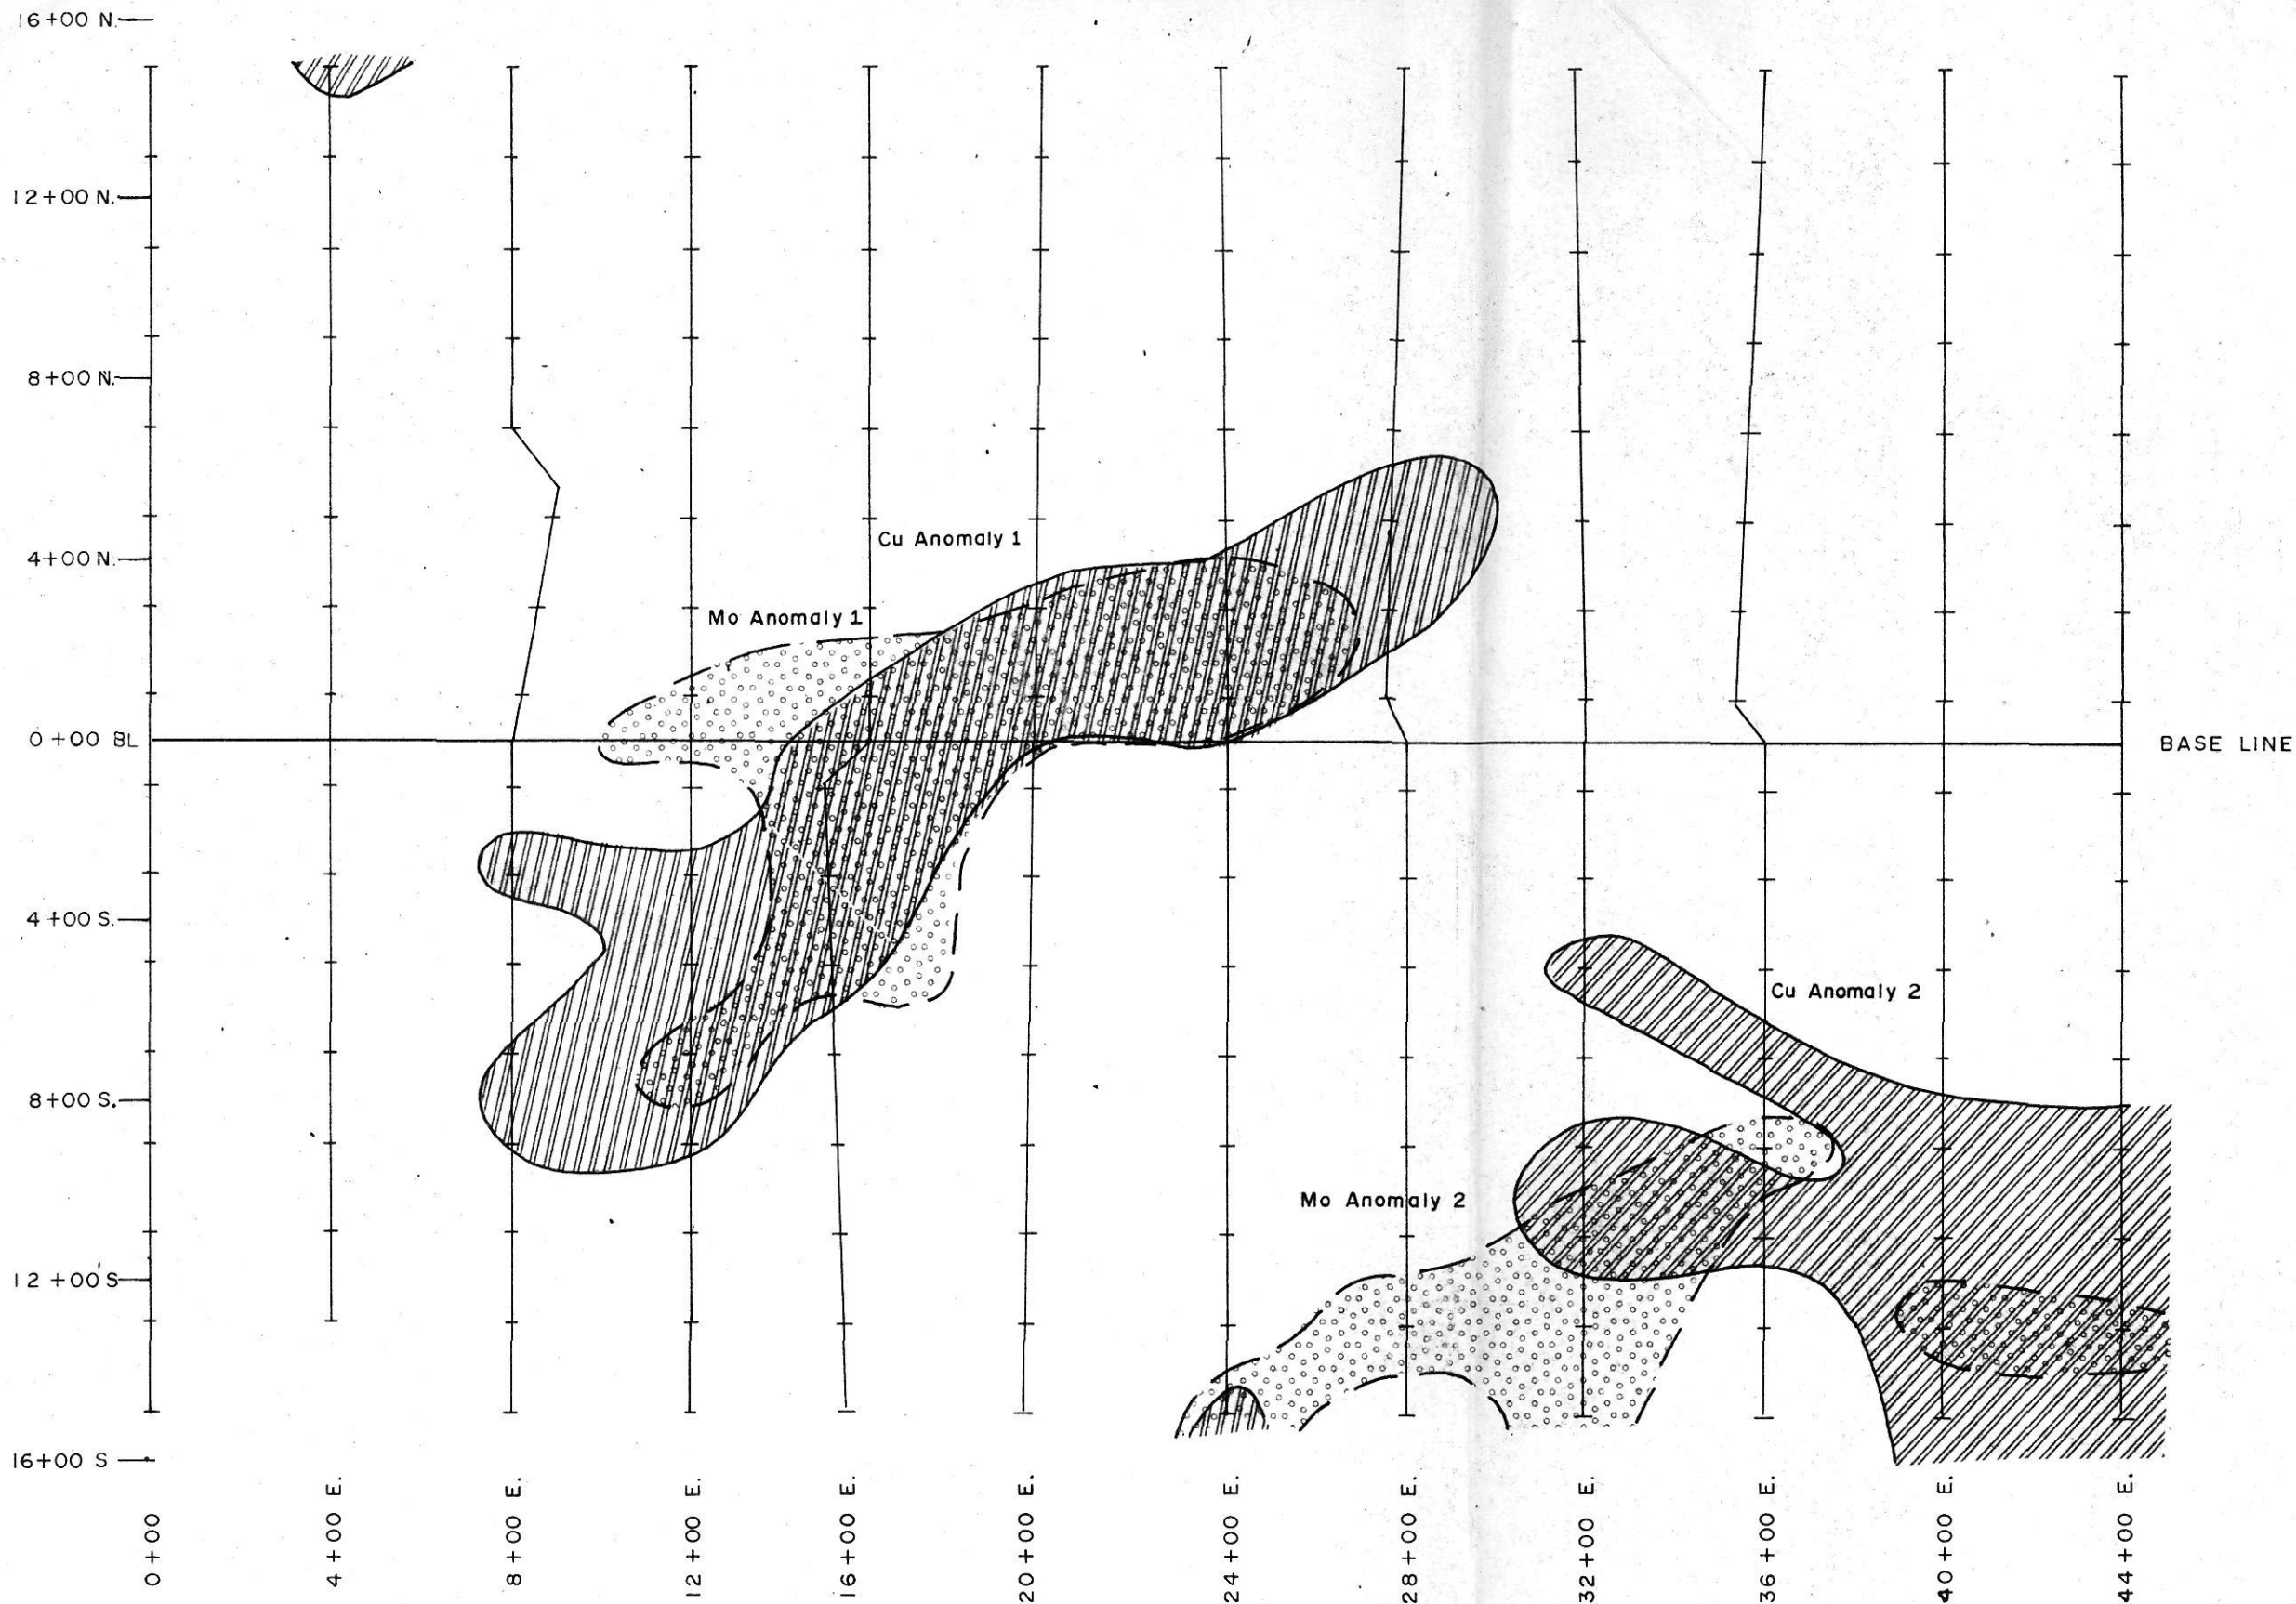 16+00 N.
12+00 N.
8+00 N.
Cu Anomaly 1
4+00 N.
Mo Anomaly 1
0+00 BL
BASE LINE
4+00 S.
Cu Anomaly 2
8+00 S.
Mo Anomaly 2
12+00'S
16+00 S
0+00
4+00 E.
8+00 E.
12+00 E.
16+00 E.
20+00 E.
24+00 E.
28+00 E.
32+00 E.
36+00 E.
40+00 E.
44+00 E.